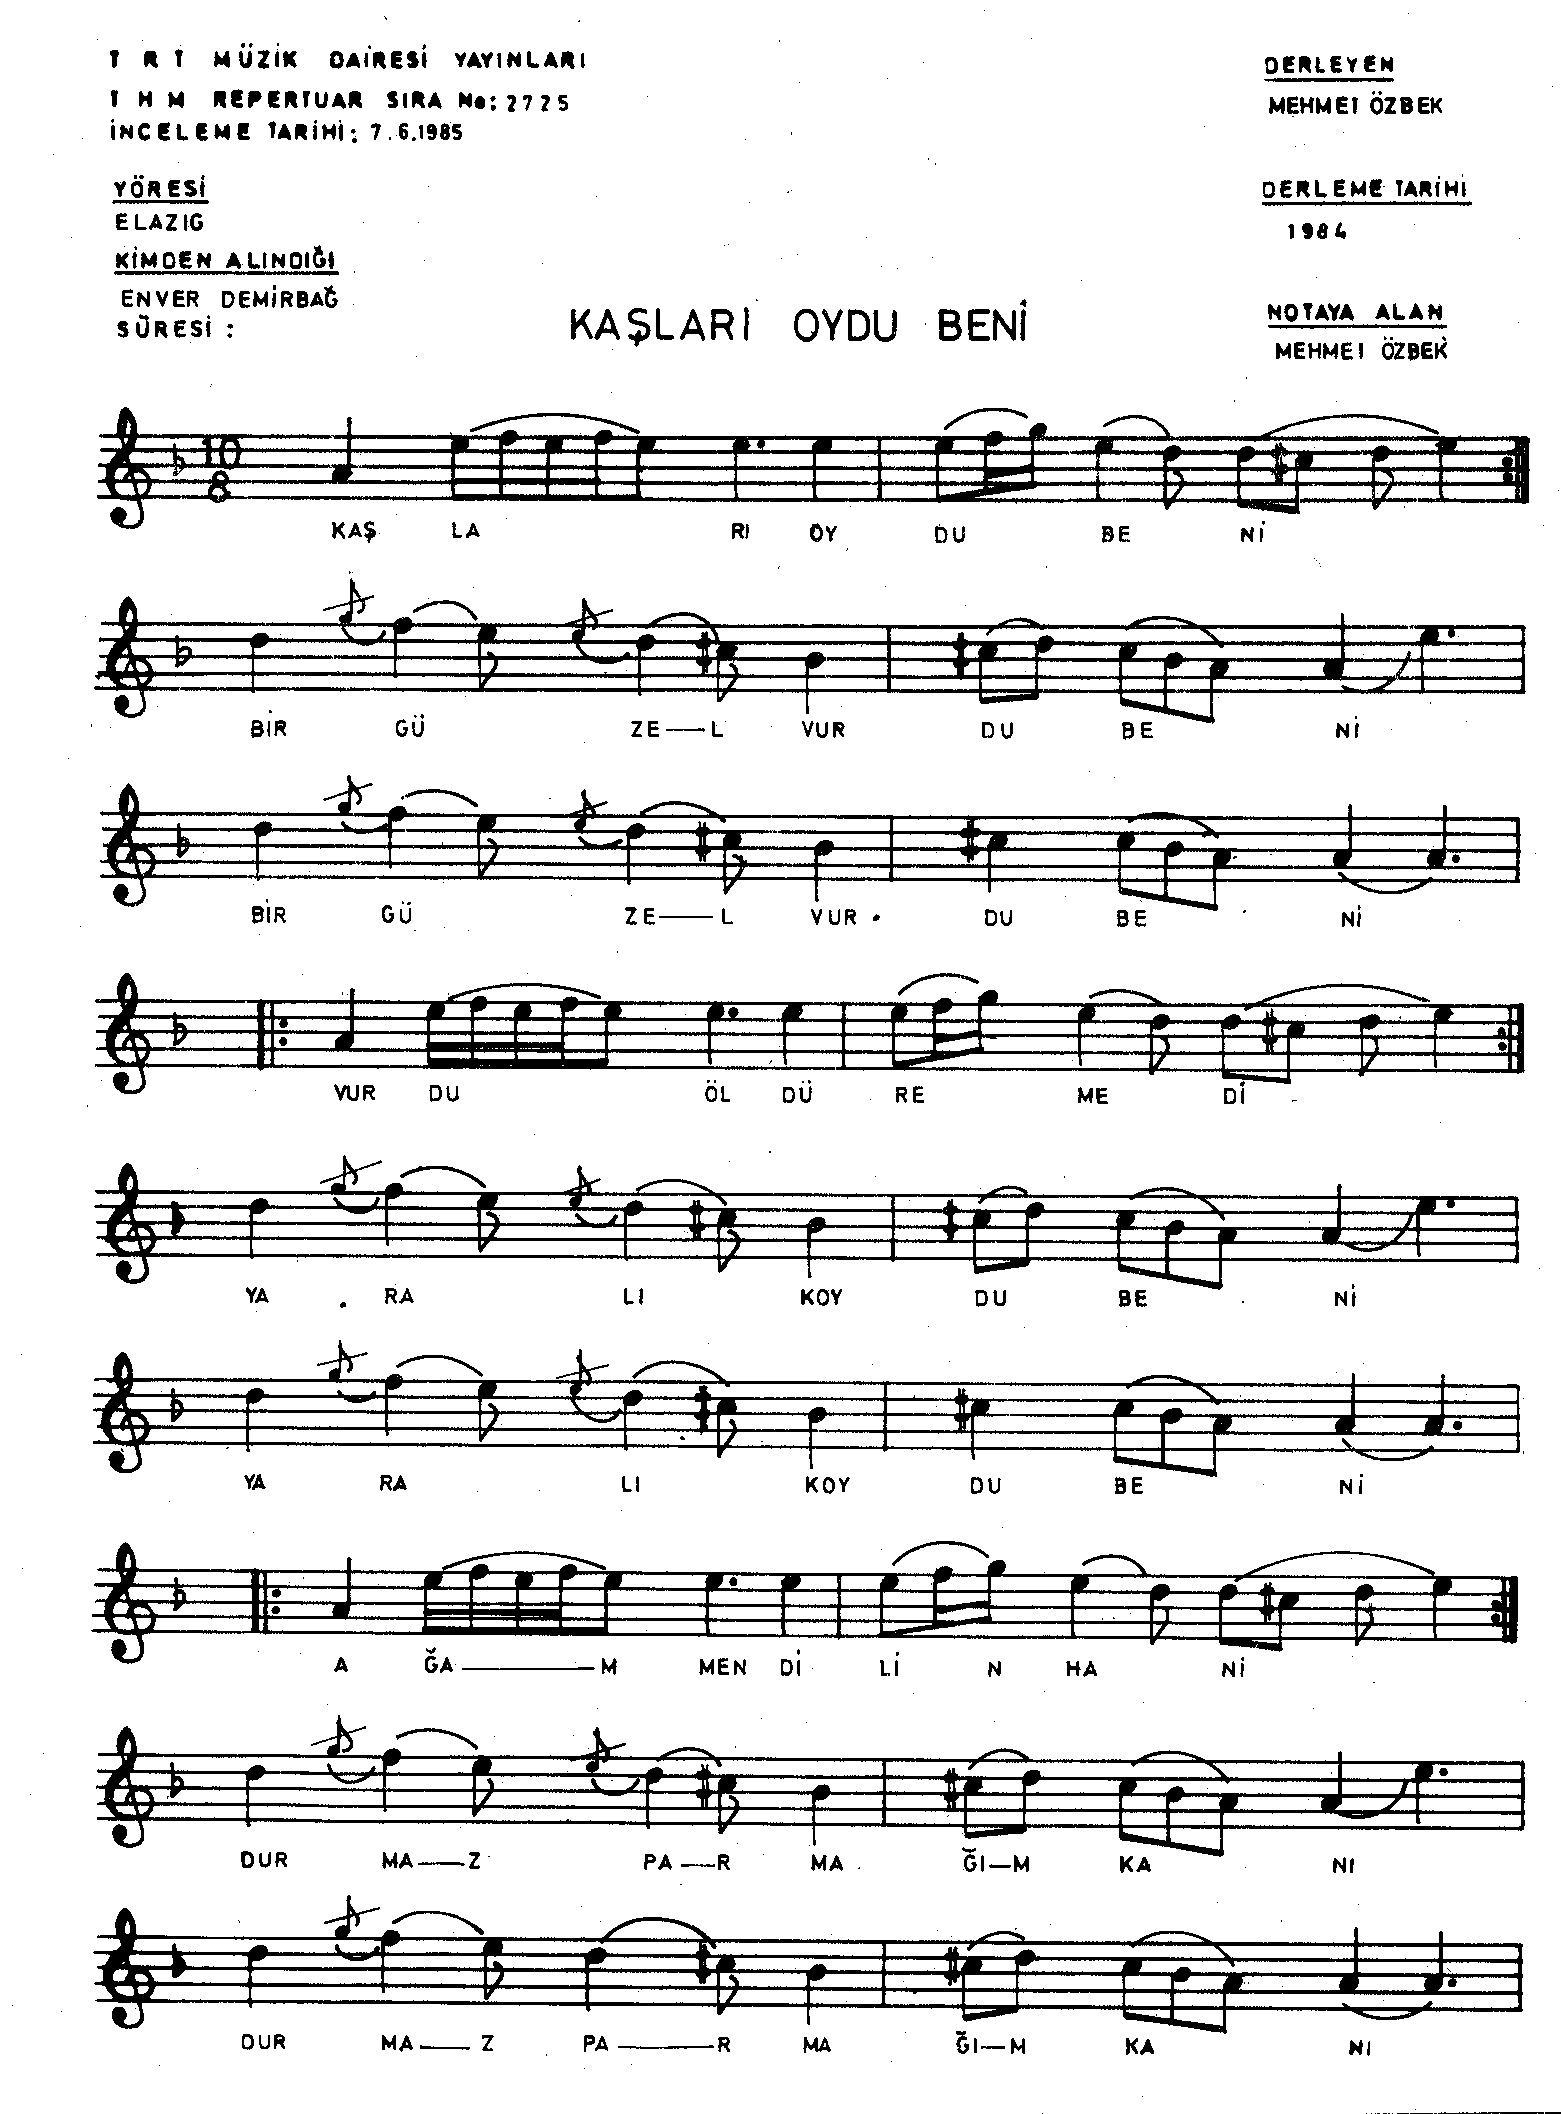 T R T MÜZİK DAİRESİ YAYINLARI
T H M REPERTUAR SIRA No: 2725
İNCELEME TARİHİ: 7.6.1985
YÖRESİ
ELAZIG
KİMDEN ALINDIĞI
ENVER DEMİRBAĞ
SÜRESİ :
DERLEYEN
MEHMET ÖZBEK
DERLEME TARİHİ
1984
NOTAYA ALAN
MEHMET ÖZBEK
KAŞLARI OYDU BENİ
10
8
KAŞ LA RI OY DU BE Nİ
BİR GÜ ZE—L VUR DU BE Nİ
BİR GÜ ZE—L VUR DU BE Nİ
VUR DU ÖL DÜ RE ME Dİ
YA RA LI KOY DU BE Nİ
YA RA LI KOY DU BE Nİ
A ĞA—M MEN Dİ Lİ N HA Nİ
DUR MA—Z PA—R MA ĞI—M KA NI
DUR MA—Z PA—R MA ĞI—M KA NI